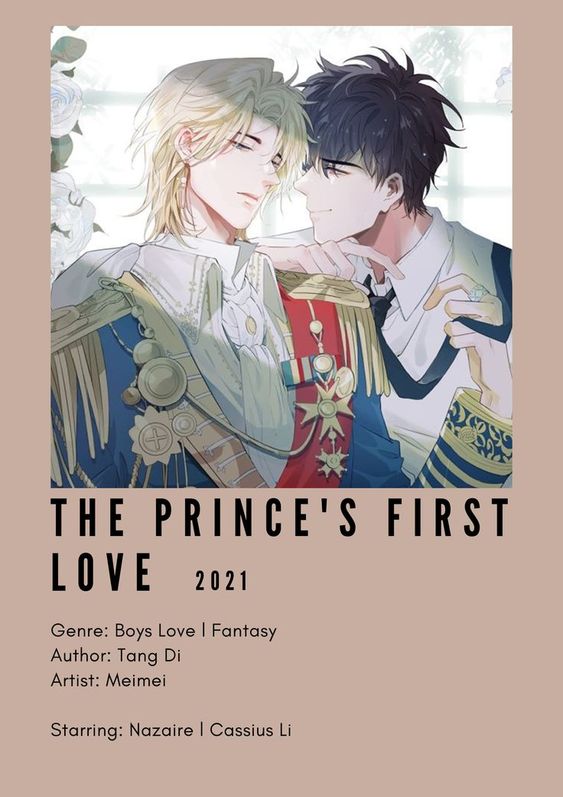 THE PRINCE'S FIRST
LOVE 2021
Genre: Boys Love | Fantasy
Author: Tang Di
Artist: Meimei
Starring: Nazaire | Cassius Li